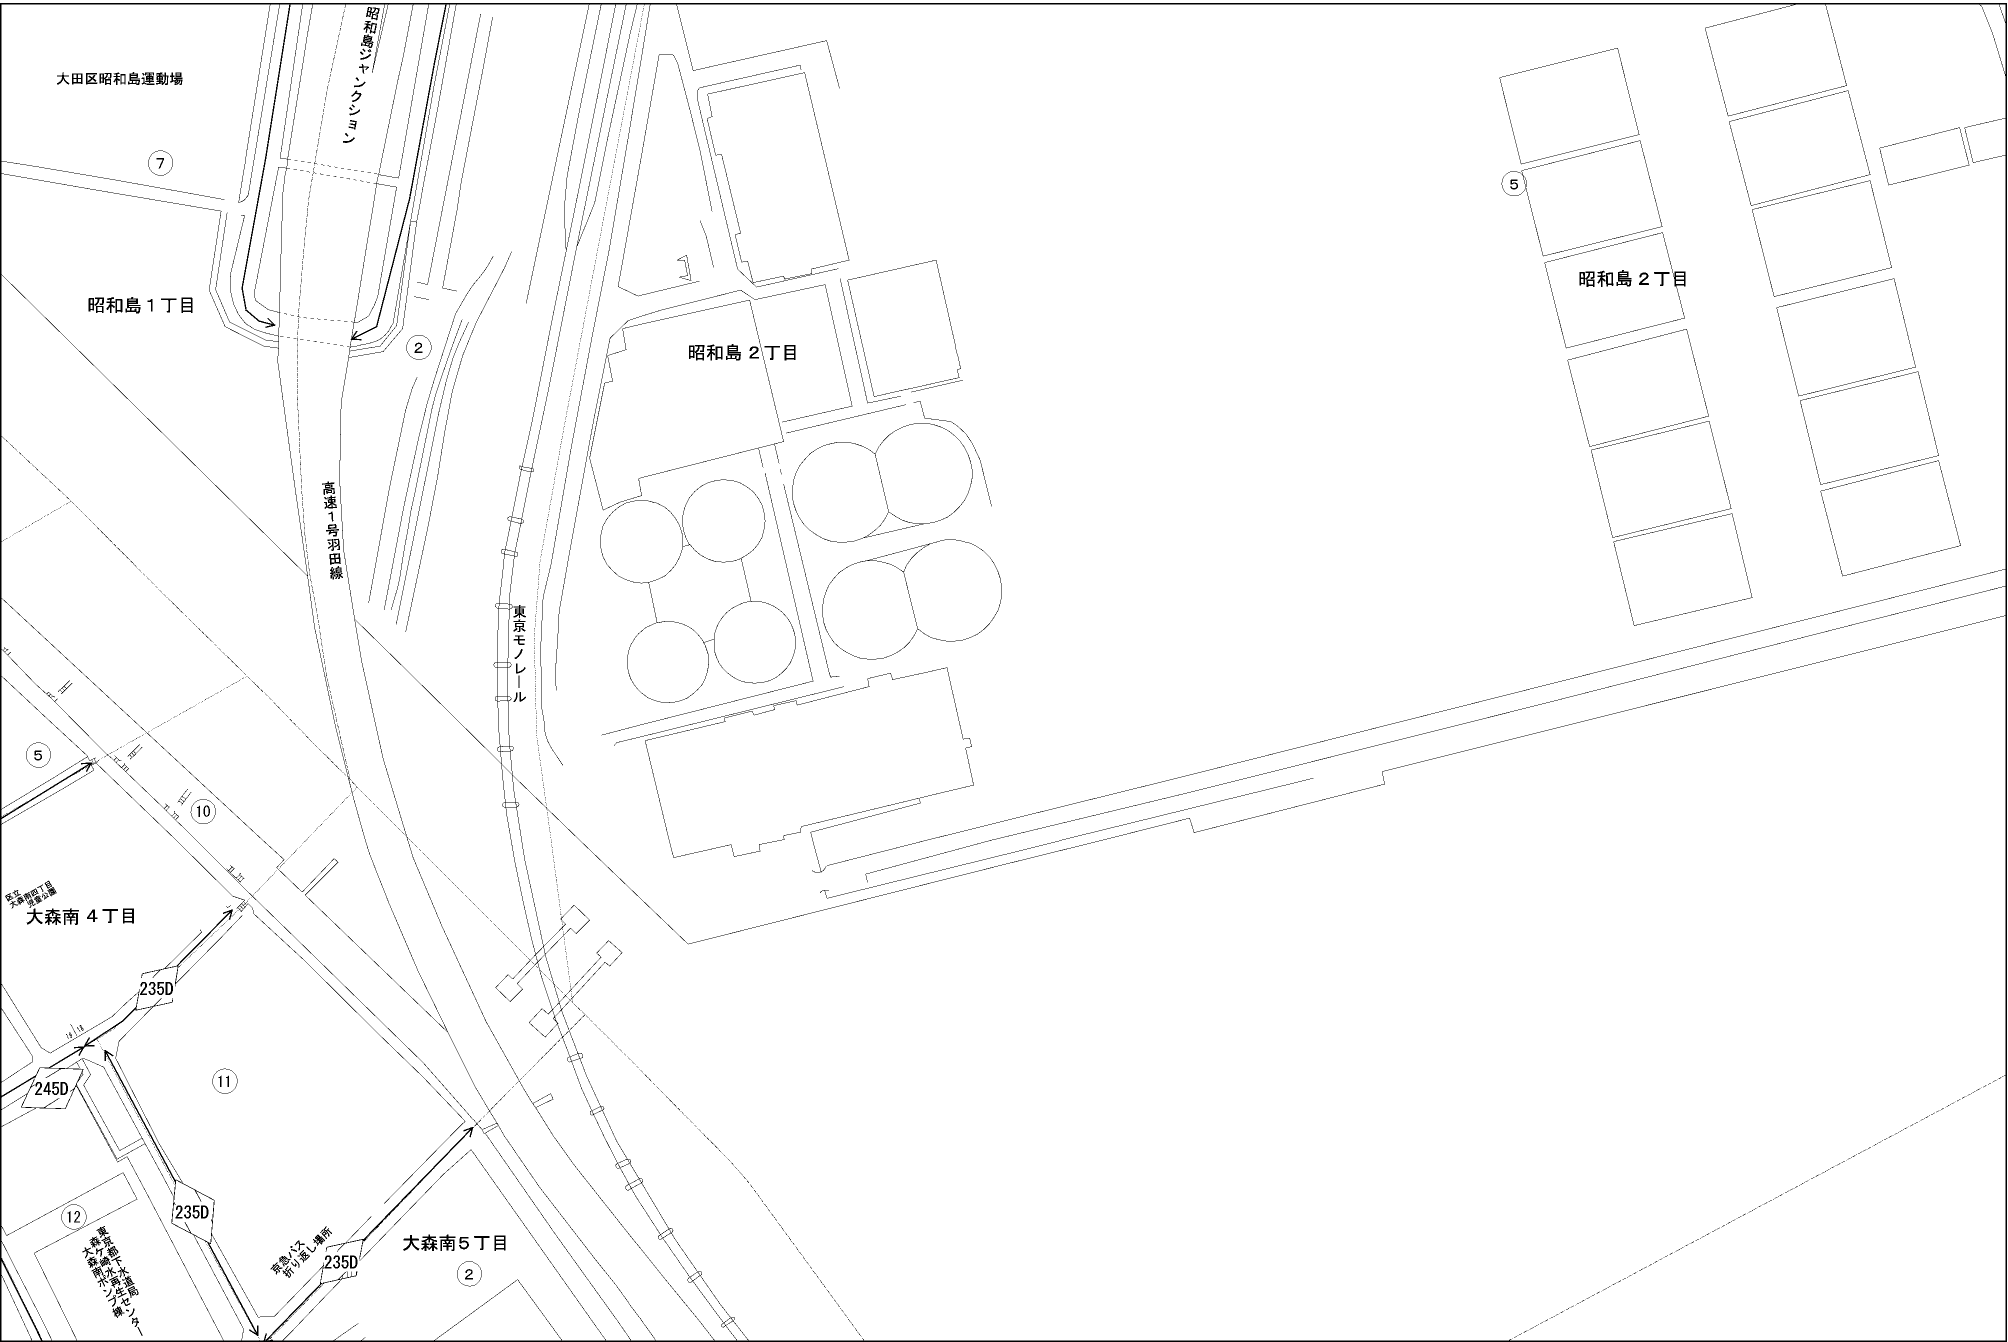 昭和島ジャンクション
大田区昭和島運動場
⑦
⑤
昭和島２丁目
昭和島１丁目
②
昭和島２丁目
高速１号羽田線
東京モノレール
⑤
⑩
区立
大森南四丁目
児童公園
大森南４丁目
235D
245D
⑪
235D
⑫
東京都下水道局
森ケ崎水再生センター
大森南ポンプ棟
京急バス
折り返し場所
235D
大森南５丁目
②